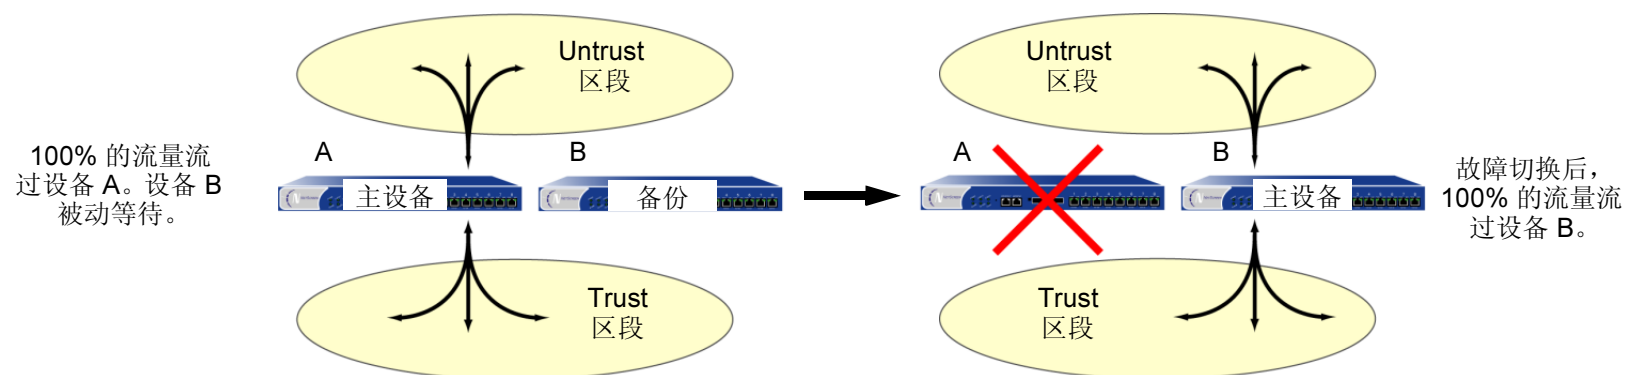 Untrust
区段
100% 的流量流
过设备 A。设备 B
被动等待。
A
B
主设备
备份
Trust
区段
Untrust
区段
A
B
主设备
故障切换后，
100% 的流量流
过设备 B。
Trust
区段